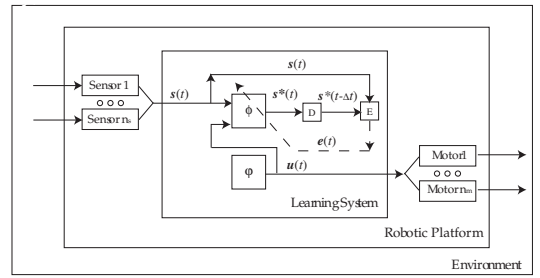 s(t)
Sensor 1
s(t)
s*(t)
s*(t-Δt)
ϕ
D
E
Sensor nₛ
e(t)
Motor1
φ
u(t)
Motor nₘ
Learning System
Robotic Platform
Environment